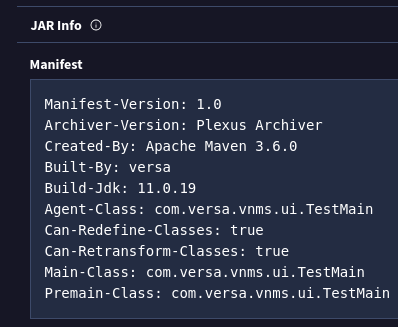 JAR Info
Manifest
Manifest-Version: 1.0
Archiver-Version: Plexus Archiver
Created-By: Apache Maven 3.6.0
Built-By: versa
Build-Jdk: 11.0.19
Agent-Class: com.versa.vnms.ui.TestMain
Can-Redefine-Classes: true
Can-Retransform-Classes: true
Main-Class: com.versa.vnms.ui.TestMain
Premain-Class: com.versa.vnms.ui.TestMain